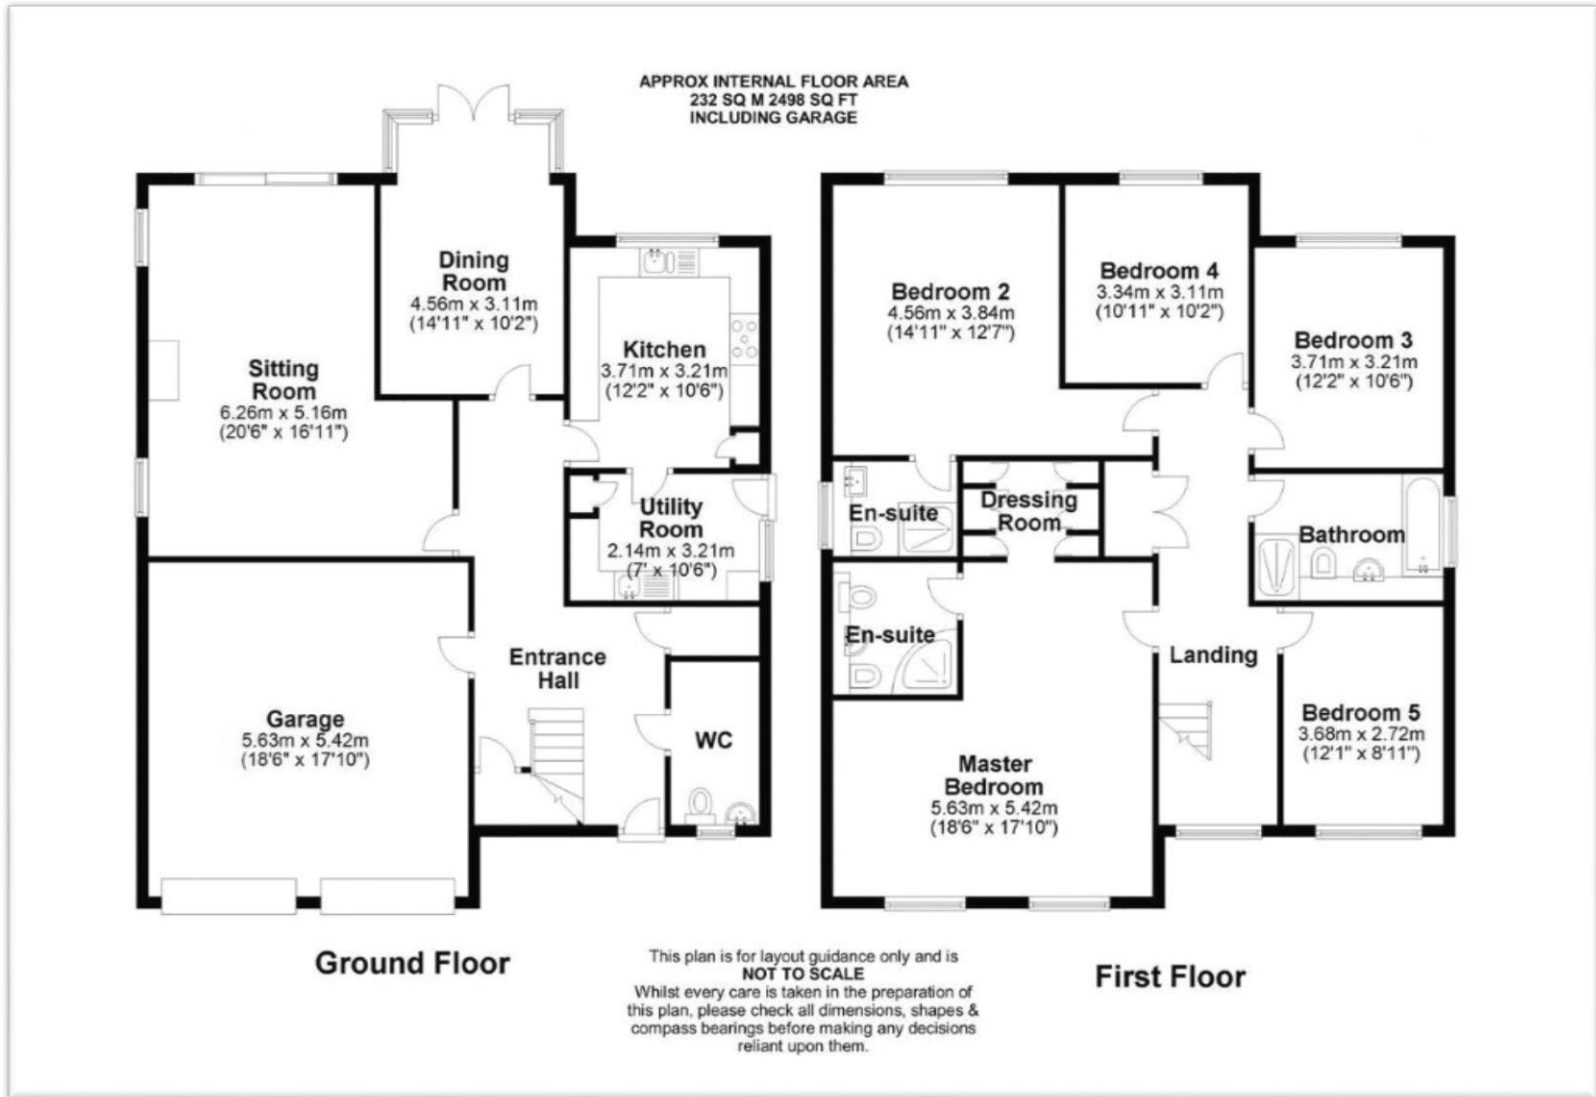 APPROX INTERNAL FLOOR AREA
232 SQ M 2498 SQ FT
INCLUDING GARAGE
Dining
Room
4.56m x 3.11m
(14'11" x 10'2")
Kitchen
3.71m x 3.21m
(12'2" x 10'6")
Sitting
Room
6.26m x 5.16m
(20'6" x 16'11")
Utility
Room
2.14m x 3.21m
(7' x 10'6")
Entrance
Hall
Garage
5.63m x 5.42m
(18'6" x 17'10")
WC
Ground Floor
Bedroom 2
4.56m x 3.84m
(14'11" x 12'7")
Bedroom 4
3.34m x 3.11m
(10'11" x 10'2")
Bedroom 3
3.71m x 3.21m
(12'2" x 10'6")
En-suite
Dressing
Room
Bathroom
En-suite
Landing
Bedroom 5
3.68m x 2.72m
(12'1" x 8'11")
Master
Bedroom
5.63m x 5.42m
(18'6" x 17'10")
First Floor
This plan is for layout guidance only and is
NOT TO SCALE
Whilst every care is taken in the preparation of
this plan, please check all dimensions, shapes &
compass bearings before making any decisions
reliant upon them.